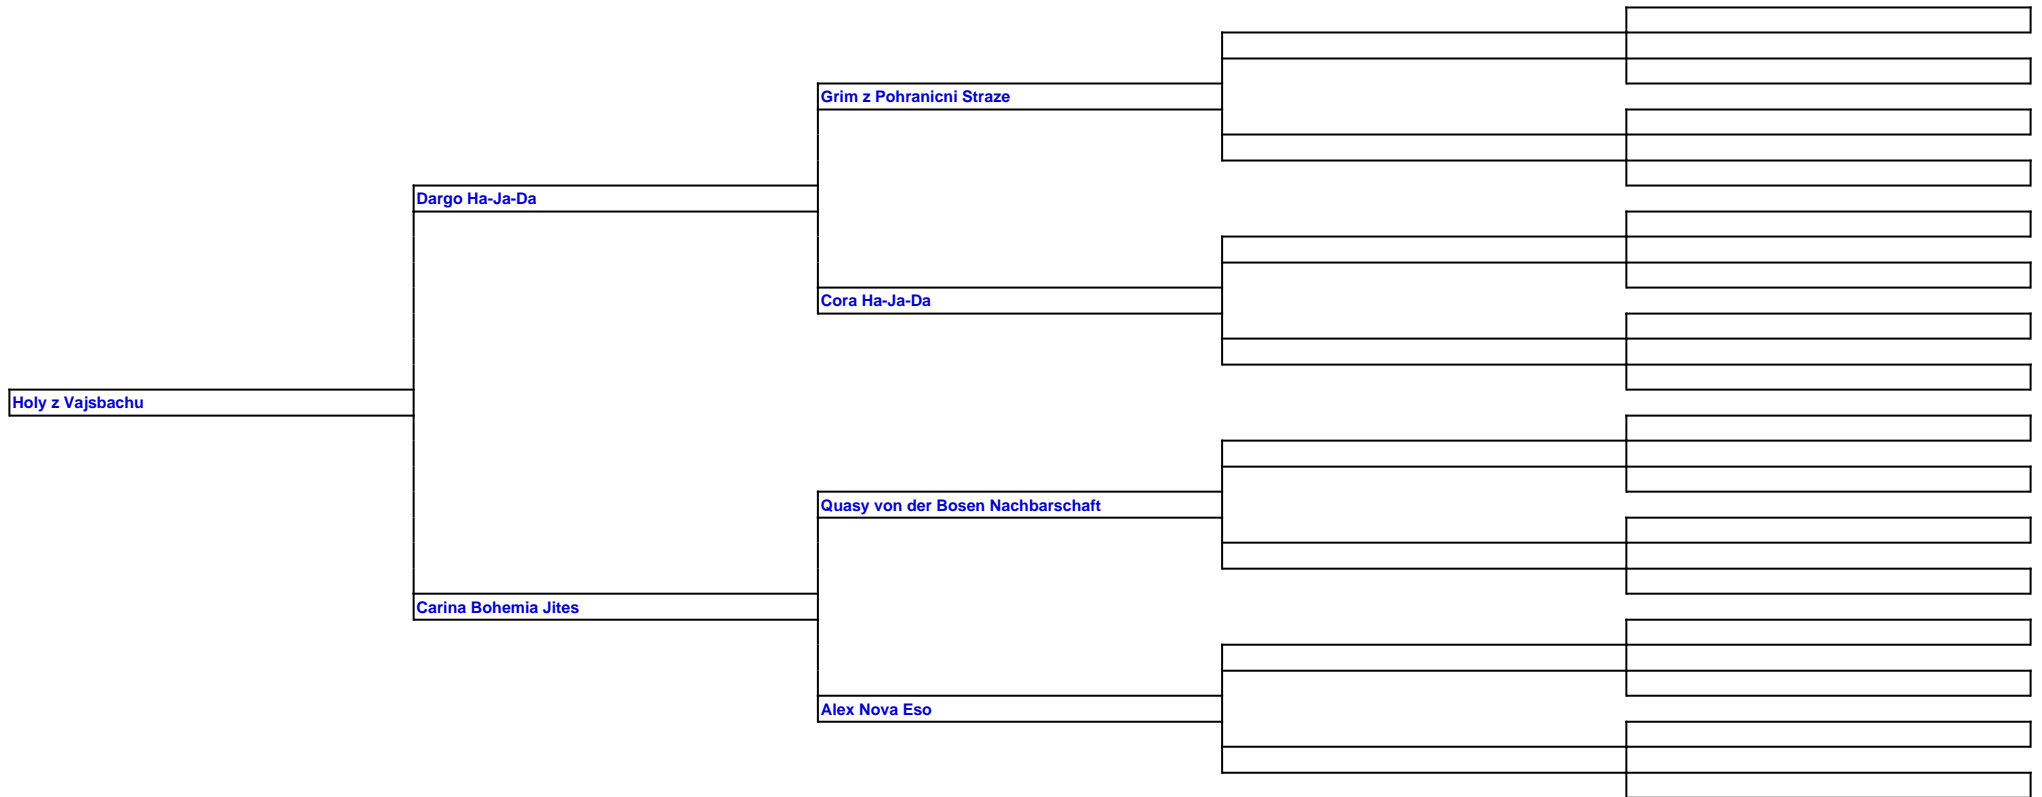 Grim z Pohranicni Straze
Dargo Ha-Ja-Da
Cora Ha-Ja-Da
Holy z Vajsbachu
Quasy von der Bosen Nachbarschaft
Carina Bohemia Jites
Alex Nova Eso